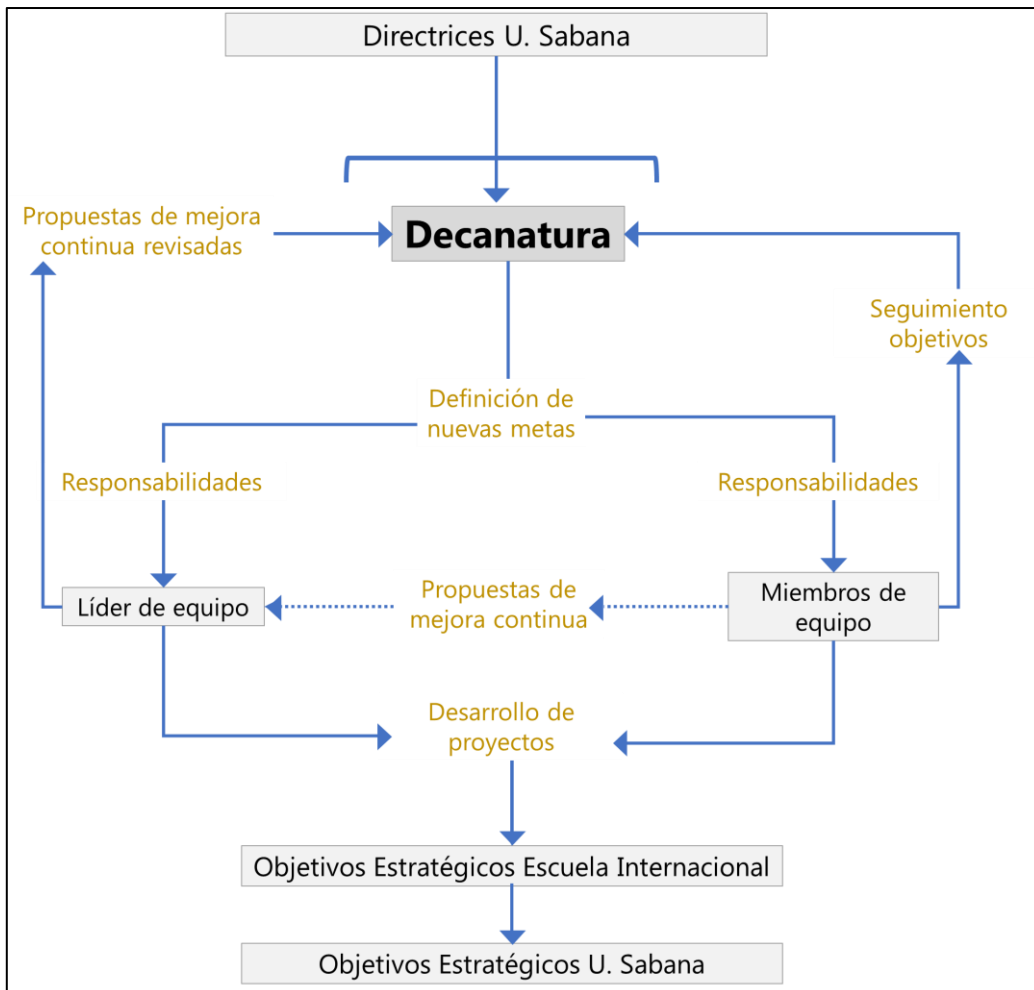 Directrices U. Sabana
Propuestas de mejora
continua revisadas
Decanatura
Seguimiento
objetivos
Definición de
nuevas metas
Responsabilidades
Responsabilidades
Líder de equipo
Propuestas de
mejora continua
Miembros de
equipo
Desarrollo de
proyectos
Objetivos Estratégicos Escuela Internacional
Objetivos Estratégicos U. Sabana